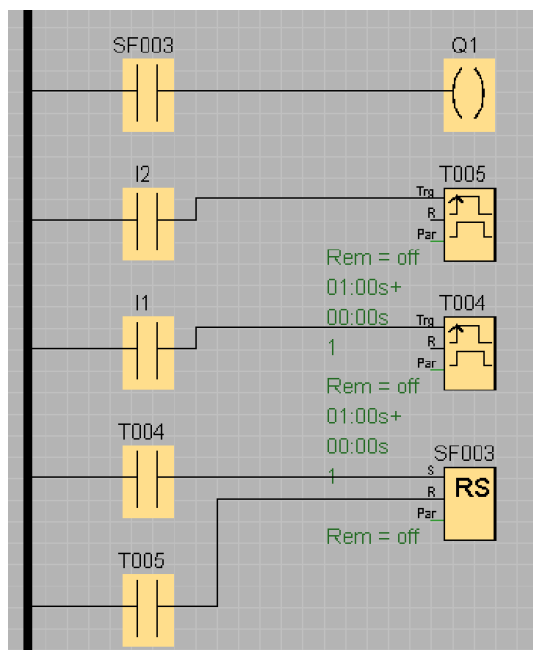 SF003 Q1
I2 T005
Trg
R
Par
Rem = off
01:00s+
00:00s
1
I1 T004
Trg
R
Par
Rem = off
01:00s+
00:00s
1
T004 SF003
S
R RS
Par
Rem = off
T005